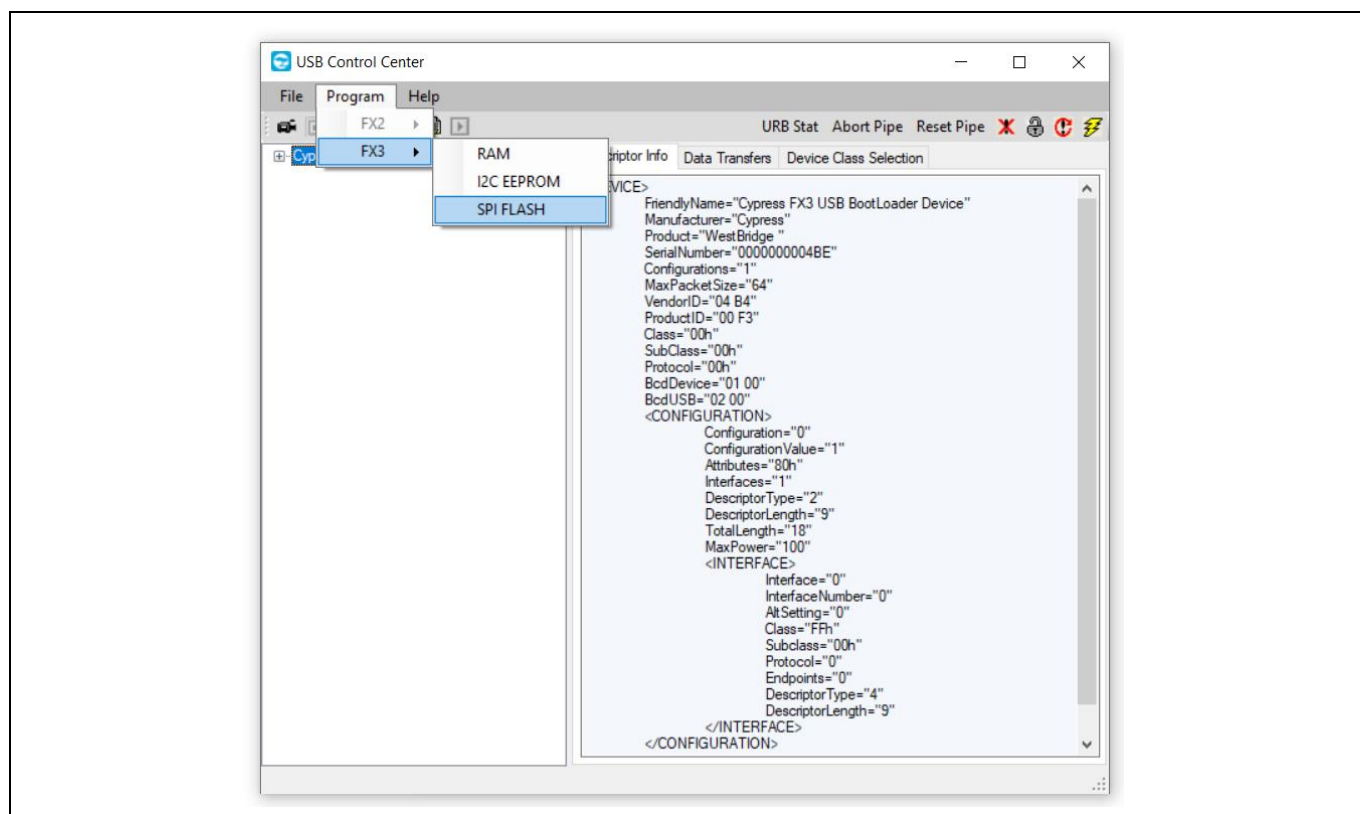 USB Control Center
File Program Help
URB Stat Abort Pipe Reset Pipe
FX2
FX3
RAM
I2C EEPROM
SPI FLASH
Cyp
criptor Info Data Transfers Device Class Selection
VICE>
FriendlyName="Cypress FX3 USB BootLoader Device"
Manufacturer="Cypress"
Product="WestBridge "
SerialNumber="0000000004BE"
Configurations="1"
MaxPacketSize="64"
VendorID="04 B4"
ProductID="00 F3"
Class="00h"
SubClass="00h"
Protocol="00h"
BcdDevice="01 00"
BcdUSB="02 00"
<CONFIGURATION>
Configuration="0"
ConfigurationValue="1"
Attributes="80h"
Interfaces="1"
DescriptorType="2"
DescriptorLength="9"
TotalLength="18"
MaxPower="100"
<INTERFACE>
Interface="0"
InterfaceNumber="0"
AltSetting="0"
Class="FFh"
Subclass="00h"
Protocol="0"
Endpoints="0"
DescriptorType="4"
DescriptorLength="9"
</INTERFACE>
</CONFIGURATION>